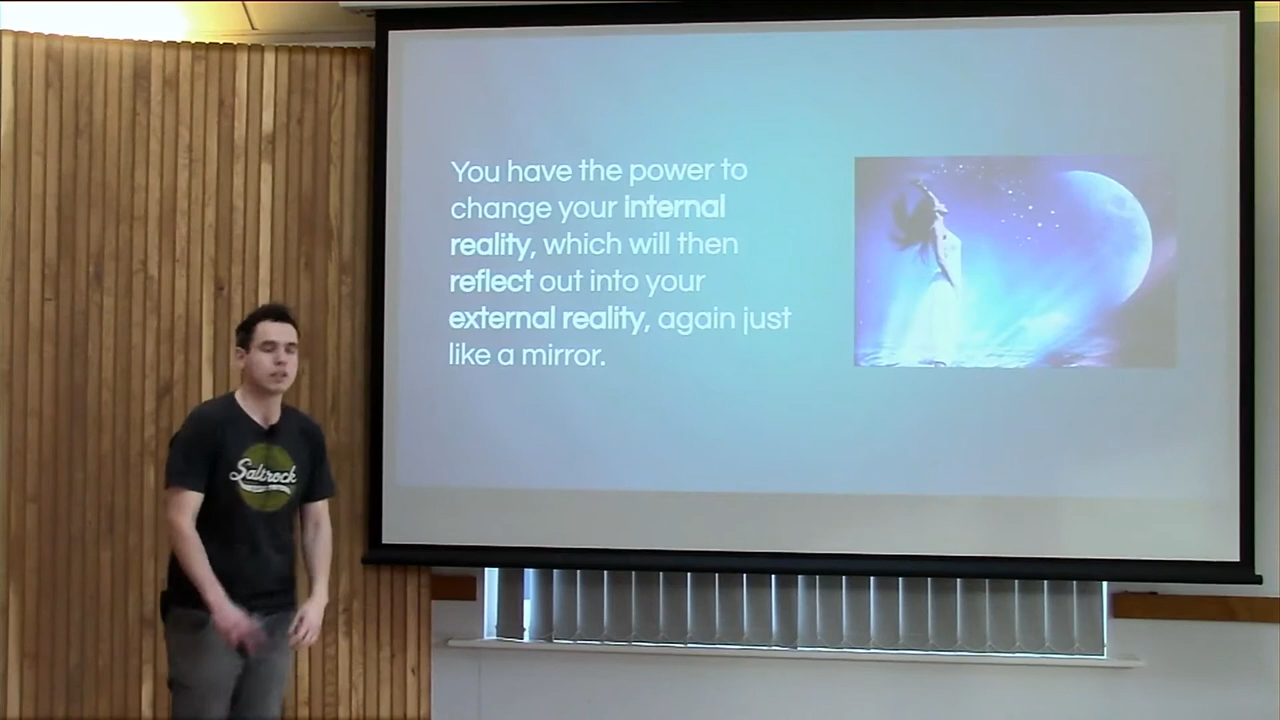 You have the power to
change your internal
reality, which will then
reflect out into your
external reality, again just
like a mirror.
Saltrock